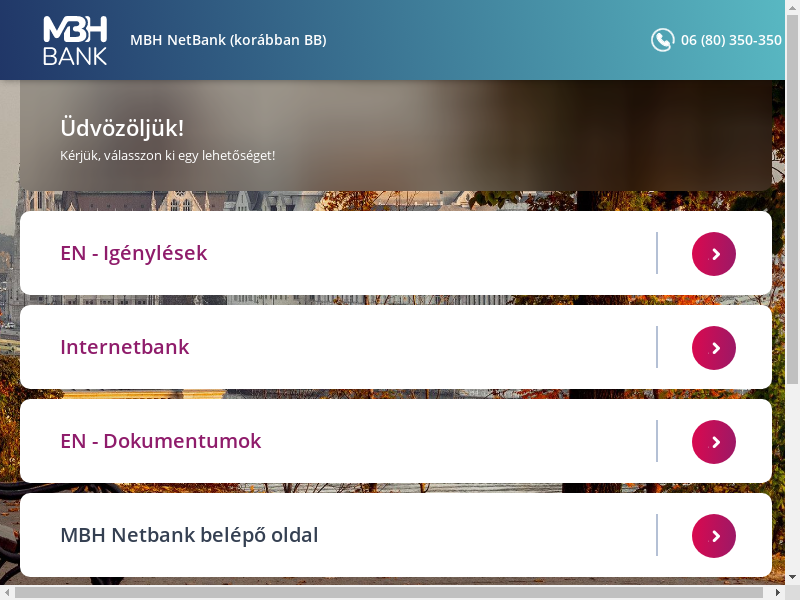 MBH
BANK
MBH NetBank (korábban BB)
06 (80) 350-350
Üdvözöljük!
Kérjük, válasszon ki egy lehetőséget!
EN - Igénylések
Internetbank
EN - Dokumentumok
MBH Netbank belépő oldal